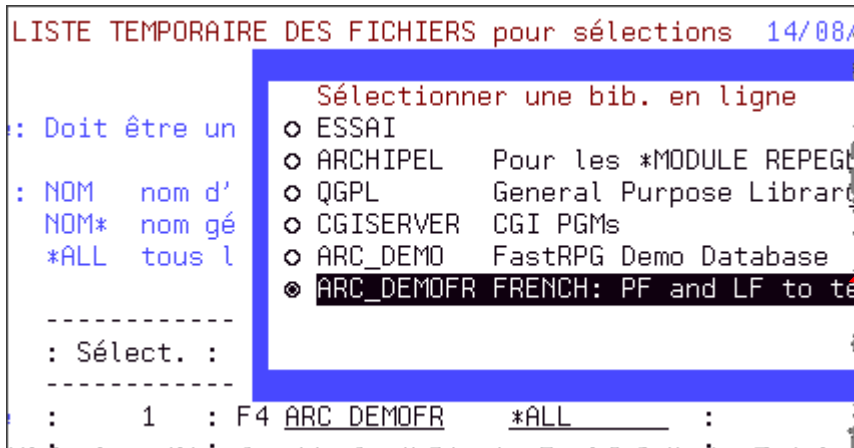 LISTE TEMPORAIRE DES FICHIERS pour sélections 14/08/
Sélectionner une bib. en ligne
: Doit être un
ESSAI
ARCHIPEL Pour les *MODULE
: NOM nom d'
QGPL General Purpose
NOM* nom gé
CGISERVER CGI PGMs
*ALL tous l
ARC_DEMO FastRPG Demo Database
ARC_DEMOFR FRENCH: PF and LF to
------------
: Sélect. :
------------
: 1 : F4 ARC_DEMOFR *ALL :